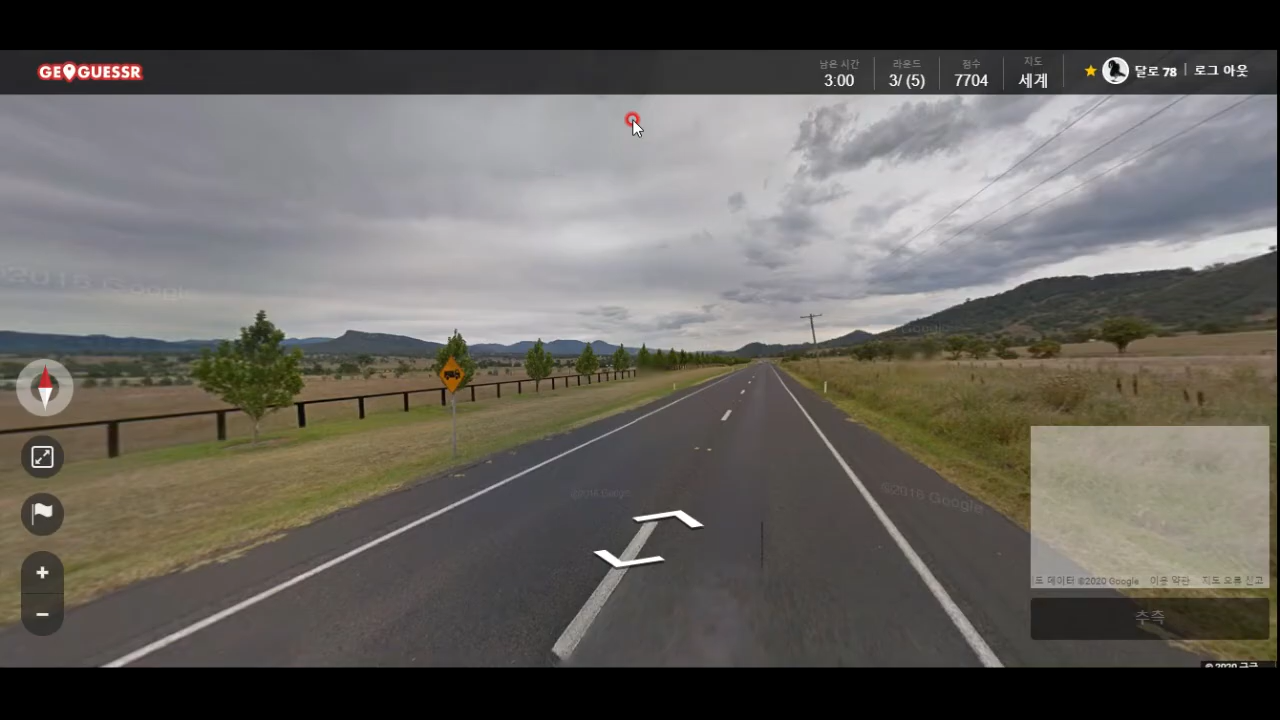 GEOGUESSR
남은 시간
3:00
라운드
3/ (5)
점수
7704
지도
세계
달로 78 | 로그 아웃
©2016 Google
©2016 Google
도 데이터 ©2020 Google 이용 약관 지도 오류 신고
추측